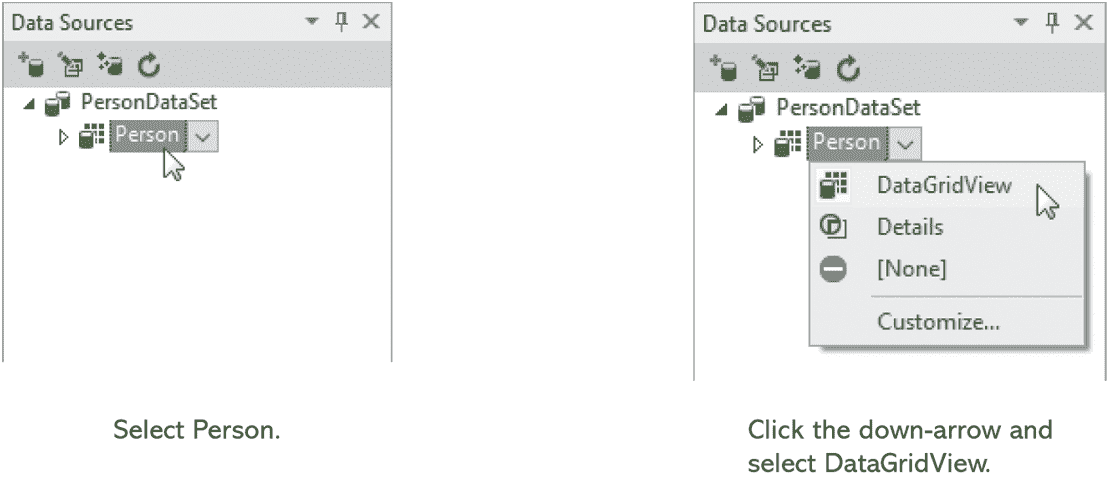 Data Sources
PersonDataSet
Person
Select Person.
Data Sources
PersonDataSet
Person
DataGridView
Details
[None]
Customize...
Click the down-arrow and
select DataGridView.